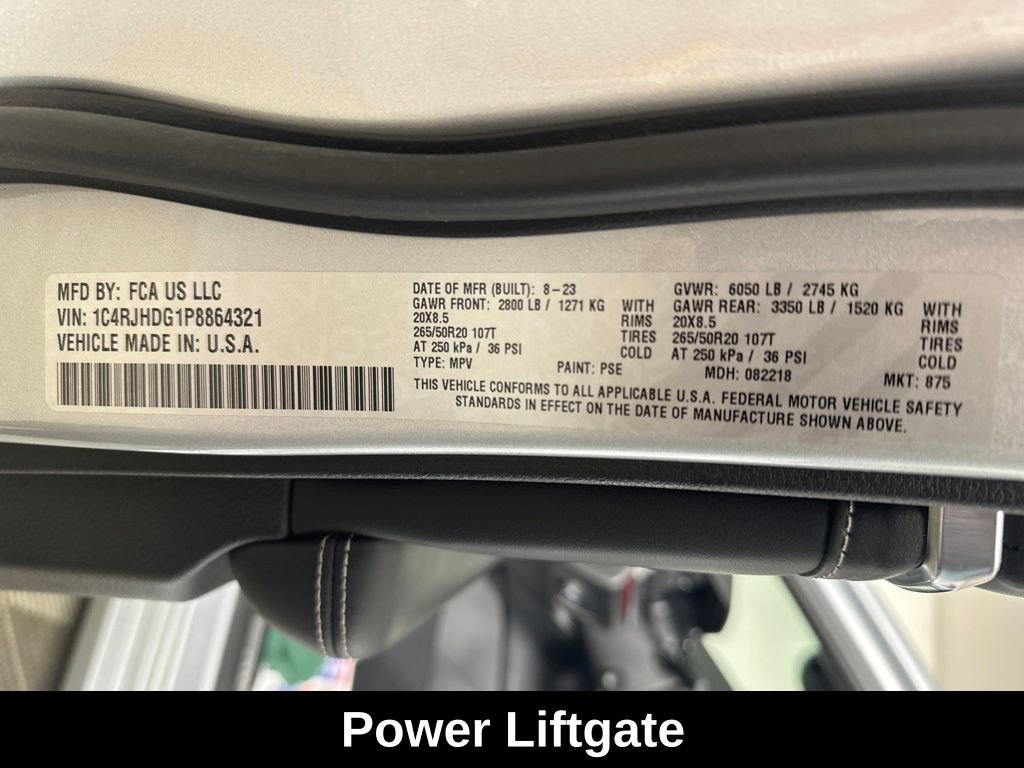 MFD BY: FCA US LLC
VIN: 1C4RJHDG1P8864321
VEHICLE MADE IN: U.S.A.
DATE OF MFR (BUILT): 8-23
GAWR FRONT: 2800 LB / 1271 KG WITH
20X8.5 RIMS
265/50R20 107T TIRES
AT 250 kPa / 36 PSI COLD
TYPE: MPV PAINT: PSE
GVWR: 6050 LB / 2745 KG
GAWR REAR: 3350 LB / 1520 KG WITH
20X8.5 RIMS
265/50R20 107T TIRES
AT 250 kPa / 36 PSI COLD
MDH: 082218 MKT: 875
THIS VEHICLE CONFORMS TO ALL APPLICABLE U.S.A. FEDERAL MOTOR VEHICLE SAFETY
STANDARDS IN EFFECT ON THE DATE OF MANUFACTURE SHOWN ABOVE.
Power Liftgate